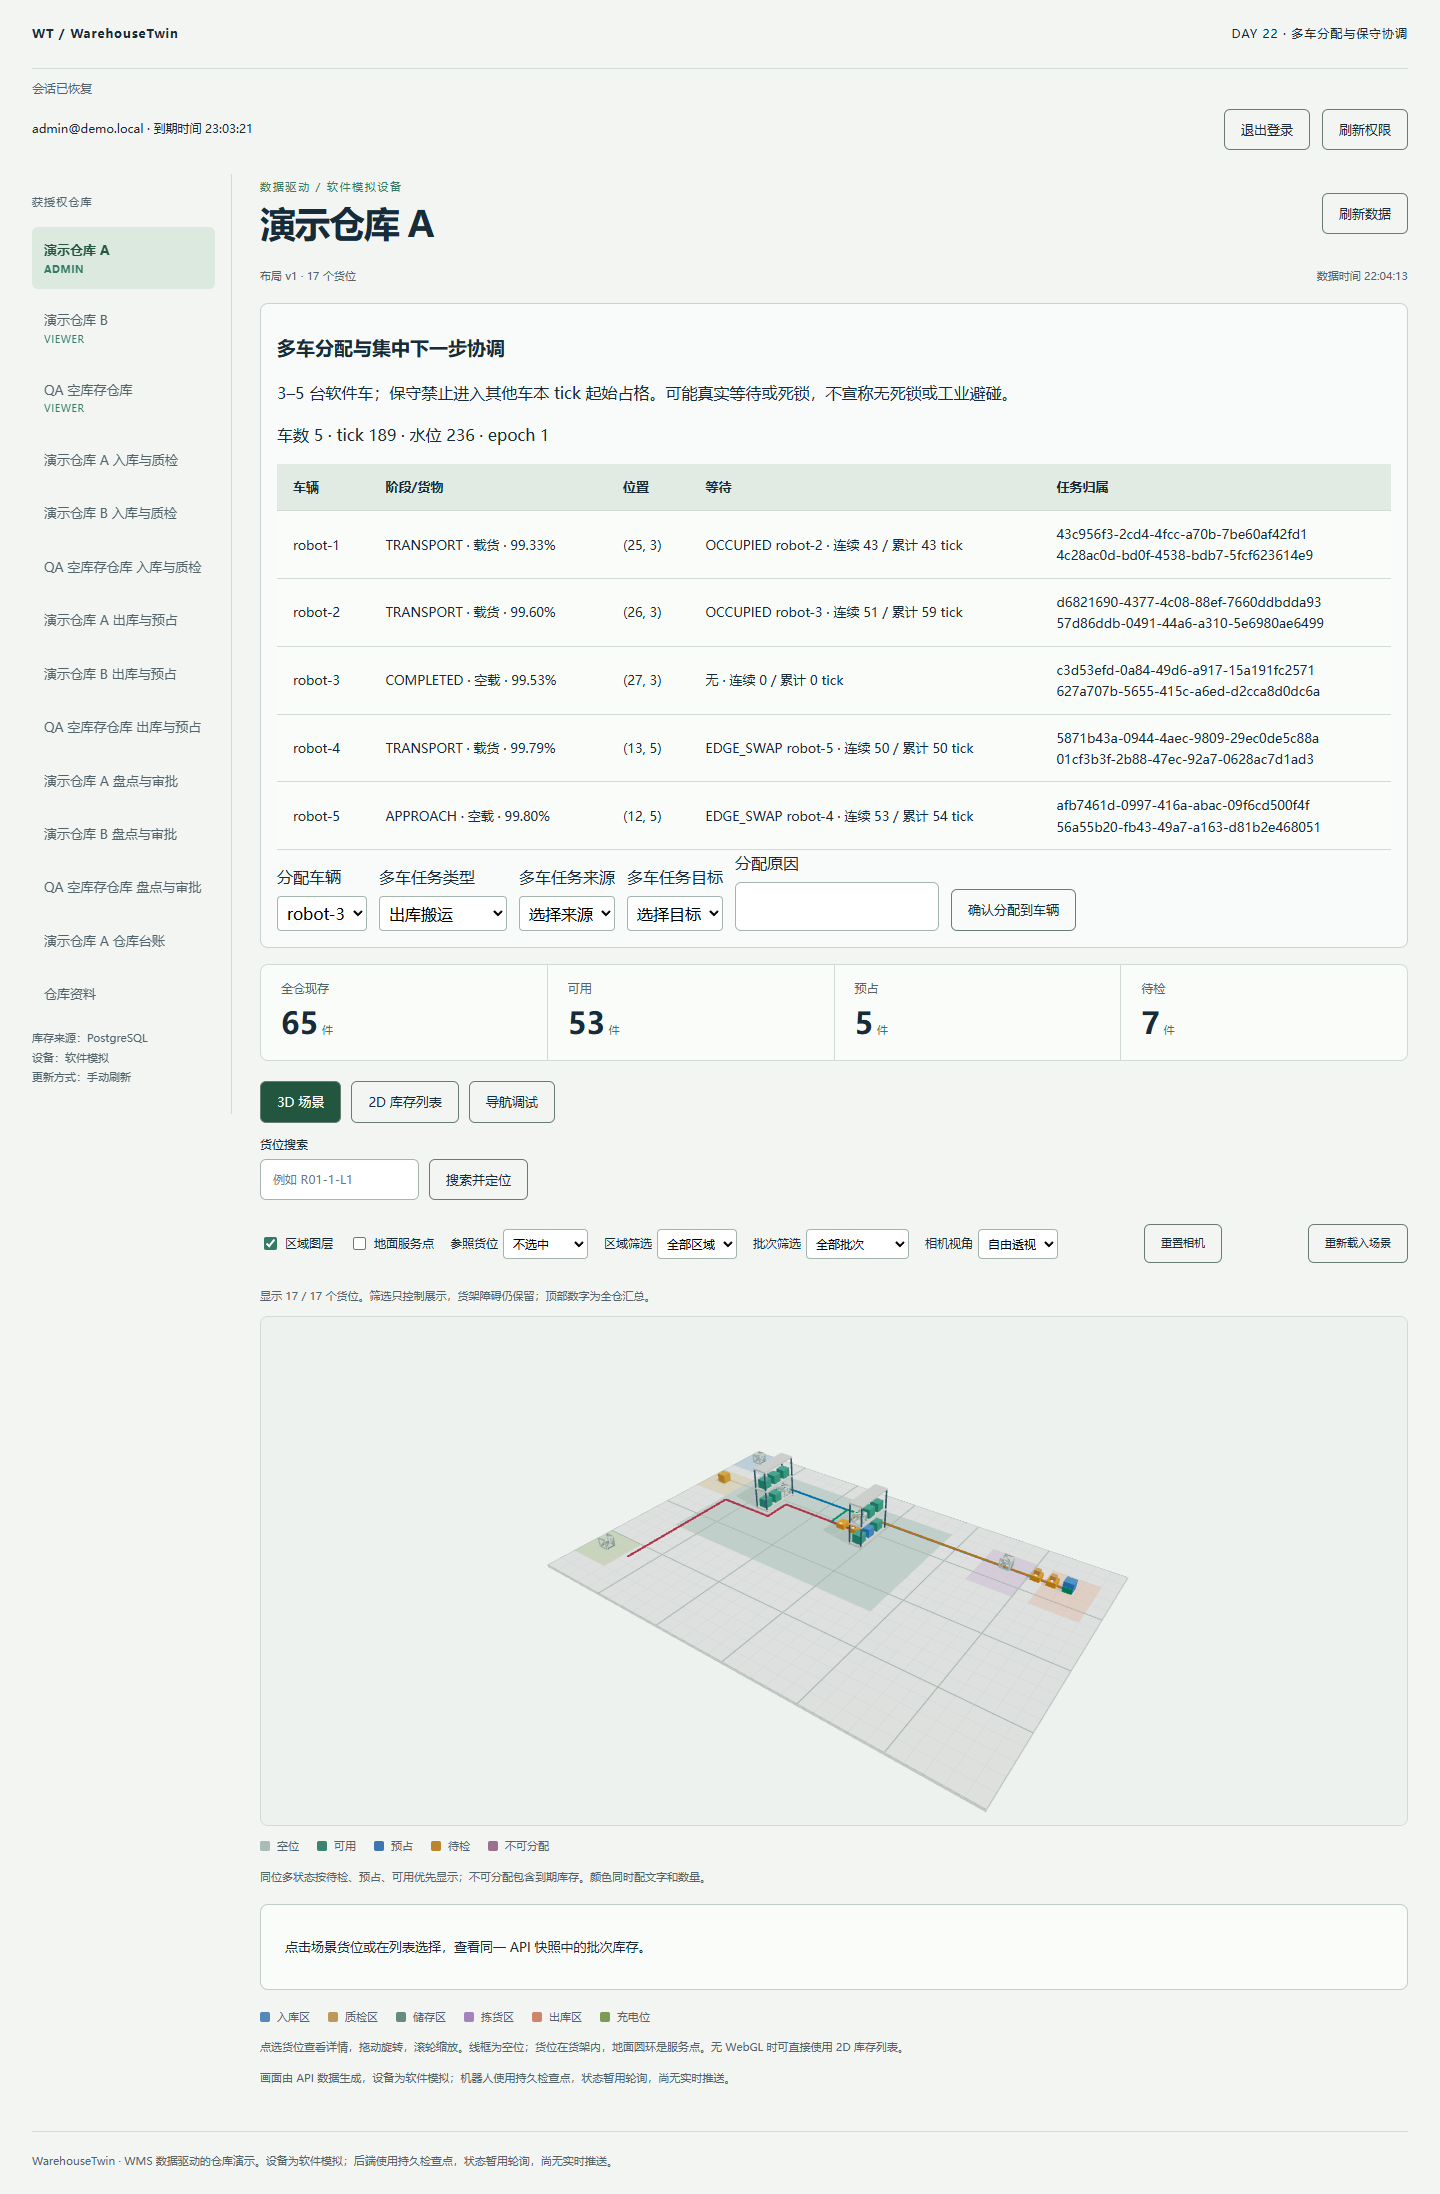 WT / WarehouseTwin
DAY 22 · 多车分配与保守协调
会话已恢复
admin@demo.local · 到期时间 23:03:21
退出登录
刷新权限
获授权仓库
演示仓库 A
ADMIN
演示仓库 B
VIEWER
QA 空库存仓库
VIEWER
演示仓库 A 入库与质检
演示仓库 B 入库与质检
QA 空库存仓库 入库与质检
演示仓库 A 出库与预占
演示仓库 B 出库与预占
QA 空库存仓库 出库与预占
演示仓库 A 盘点与审批
演示仓库 B 盘点与审批
QA 空库存仓库 盘点与审批
演示仓库 A 仓库台账
仓库资料
库存来源：PostgreSQL
设备：软件模拟
更新方式：手动刷新
数据驱动 / 软件模拟设备
演示仓库 A
刷新数据
布局 v1 · 17 个货位
数据时间 22:04:13
多车分配与集中下一步协调
3–5 台软件车；保守禁止进入其他车本 tick 起始占格。可能真实等待或死锁，不宣称无死锁或工业避碰。
车数 5 · tick 189 · 水位 236 · epoch 1
车辆 阶段/货物 位置 等待 任务归属
robot-1 TRANSPORT · 载货 · 99.33% (25, 3) OCCUPIED robot-2 · 连续 43 / 累计 43 tick 43c956f3-2cd4-4fcc-a70b-7be60af42fd1
4c28ac0d-bd0f-4538-bdb7-5fcf623614e9
robot-2 TRANSPORT · 载货 · 99.60% (26, 3) OCCUPIED robot-3 · 连续 51 / 累计 59 tick d6821690-4377-4c08-88ef-7660ddbdda93
57d86ddb-0491-44a6-a310-5e6980ae6499
robot-3 COMPLETED · 空载 · 99.53% (27, 3) 无 · 连续 0 / 累计 0 tick c3d53efd-0a84-49d6-a917-15a191fc2571
627a707b-5655-415c-a6ed-d2cca8d0dc6a
robot-4 TRANSPORT · 载货 · 99.79% (13, 5) EDGE_SWAP robot-5 · 连续 50 / 累计 50 tick 5871b43a-0944-4aec-9809-29ec0de5c88a
01cf3b3f-2b88-47ec-92a7-0628ac7d1ad3
robot-5 APPROACH · 空载 · 99.80% (12, 5) EDGE_SWAP robot-4 · 连续 53 / 累计 54 tick afb7461d-0997-416a-abac-09f6cd500f4f
56a55b20-fb43-49a7-a163-d81b2e468051
分配车辆 多车任务类型 多车任务来源 多车任务目标 分配原因
robot-3 出库搬运 选择来源 选择目标 确认分配到车辆
全仓现存 可用 预占 待检
65 件 53 件 5 件 7 件
3D 场景 2D 库存列表 导航调试
货位搜索
例如 R01-1-L1 搜索并定位
区域图层 地面服务点 参照货位 不选中 区域筛选 全部区域 批次筛选 全部批次 相机视角 自由透视 重置相机 重新载入场景
显示 17 / 17 个货位。筛选只控制展示，货架障碍仍保留；顶部数字为全仓汇总。
空位 可用 预占 待检 不可分配
同位多状态按待检、预占、可用优先显示；不可分配包含到期库存。颜色同时配文字和数量。
点击场景货位或在列表选择，查看同一 API 快照中的批次库存。
入库区 质检区 储存区 拣货区 出库区 充电位
点选货位查看详情，拖动旋转，滚轮缩放。线框为空位；货位在货架内，地面圆环是服务点。无 WebGL 时可直接使用 2D 库存列表。
画面由 API 数据生成，设备为软件模拟；机器人使用持久检查点，状态暂用轮询，尚无实时推送。
WarehouseTwin · WMS 数据驱动的仓库演示。设备为软件模拟；后端使用持久检查点，状态暂用轮询，尚无实时推送。